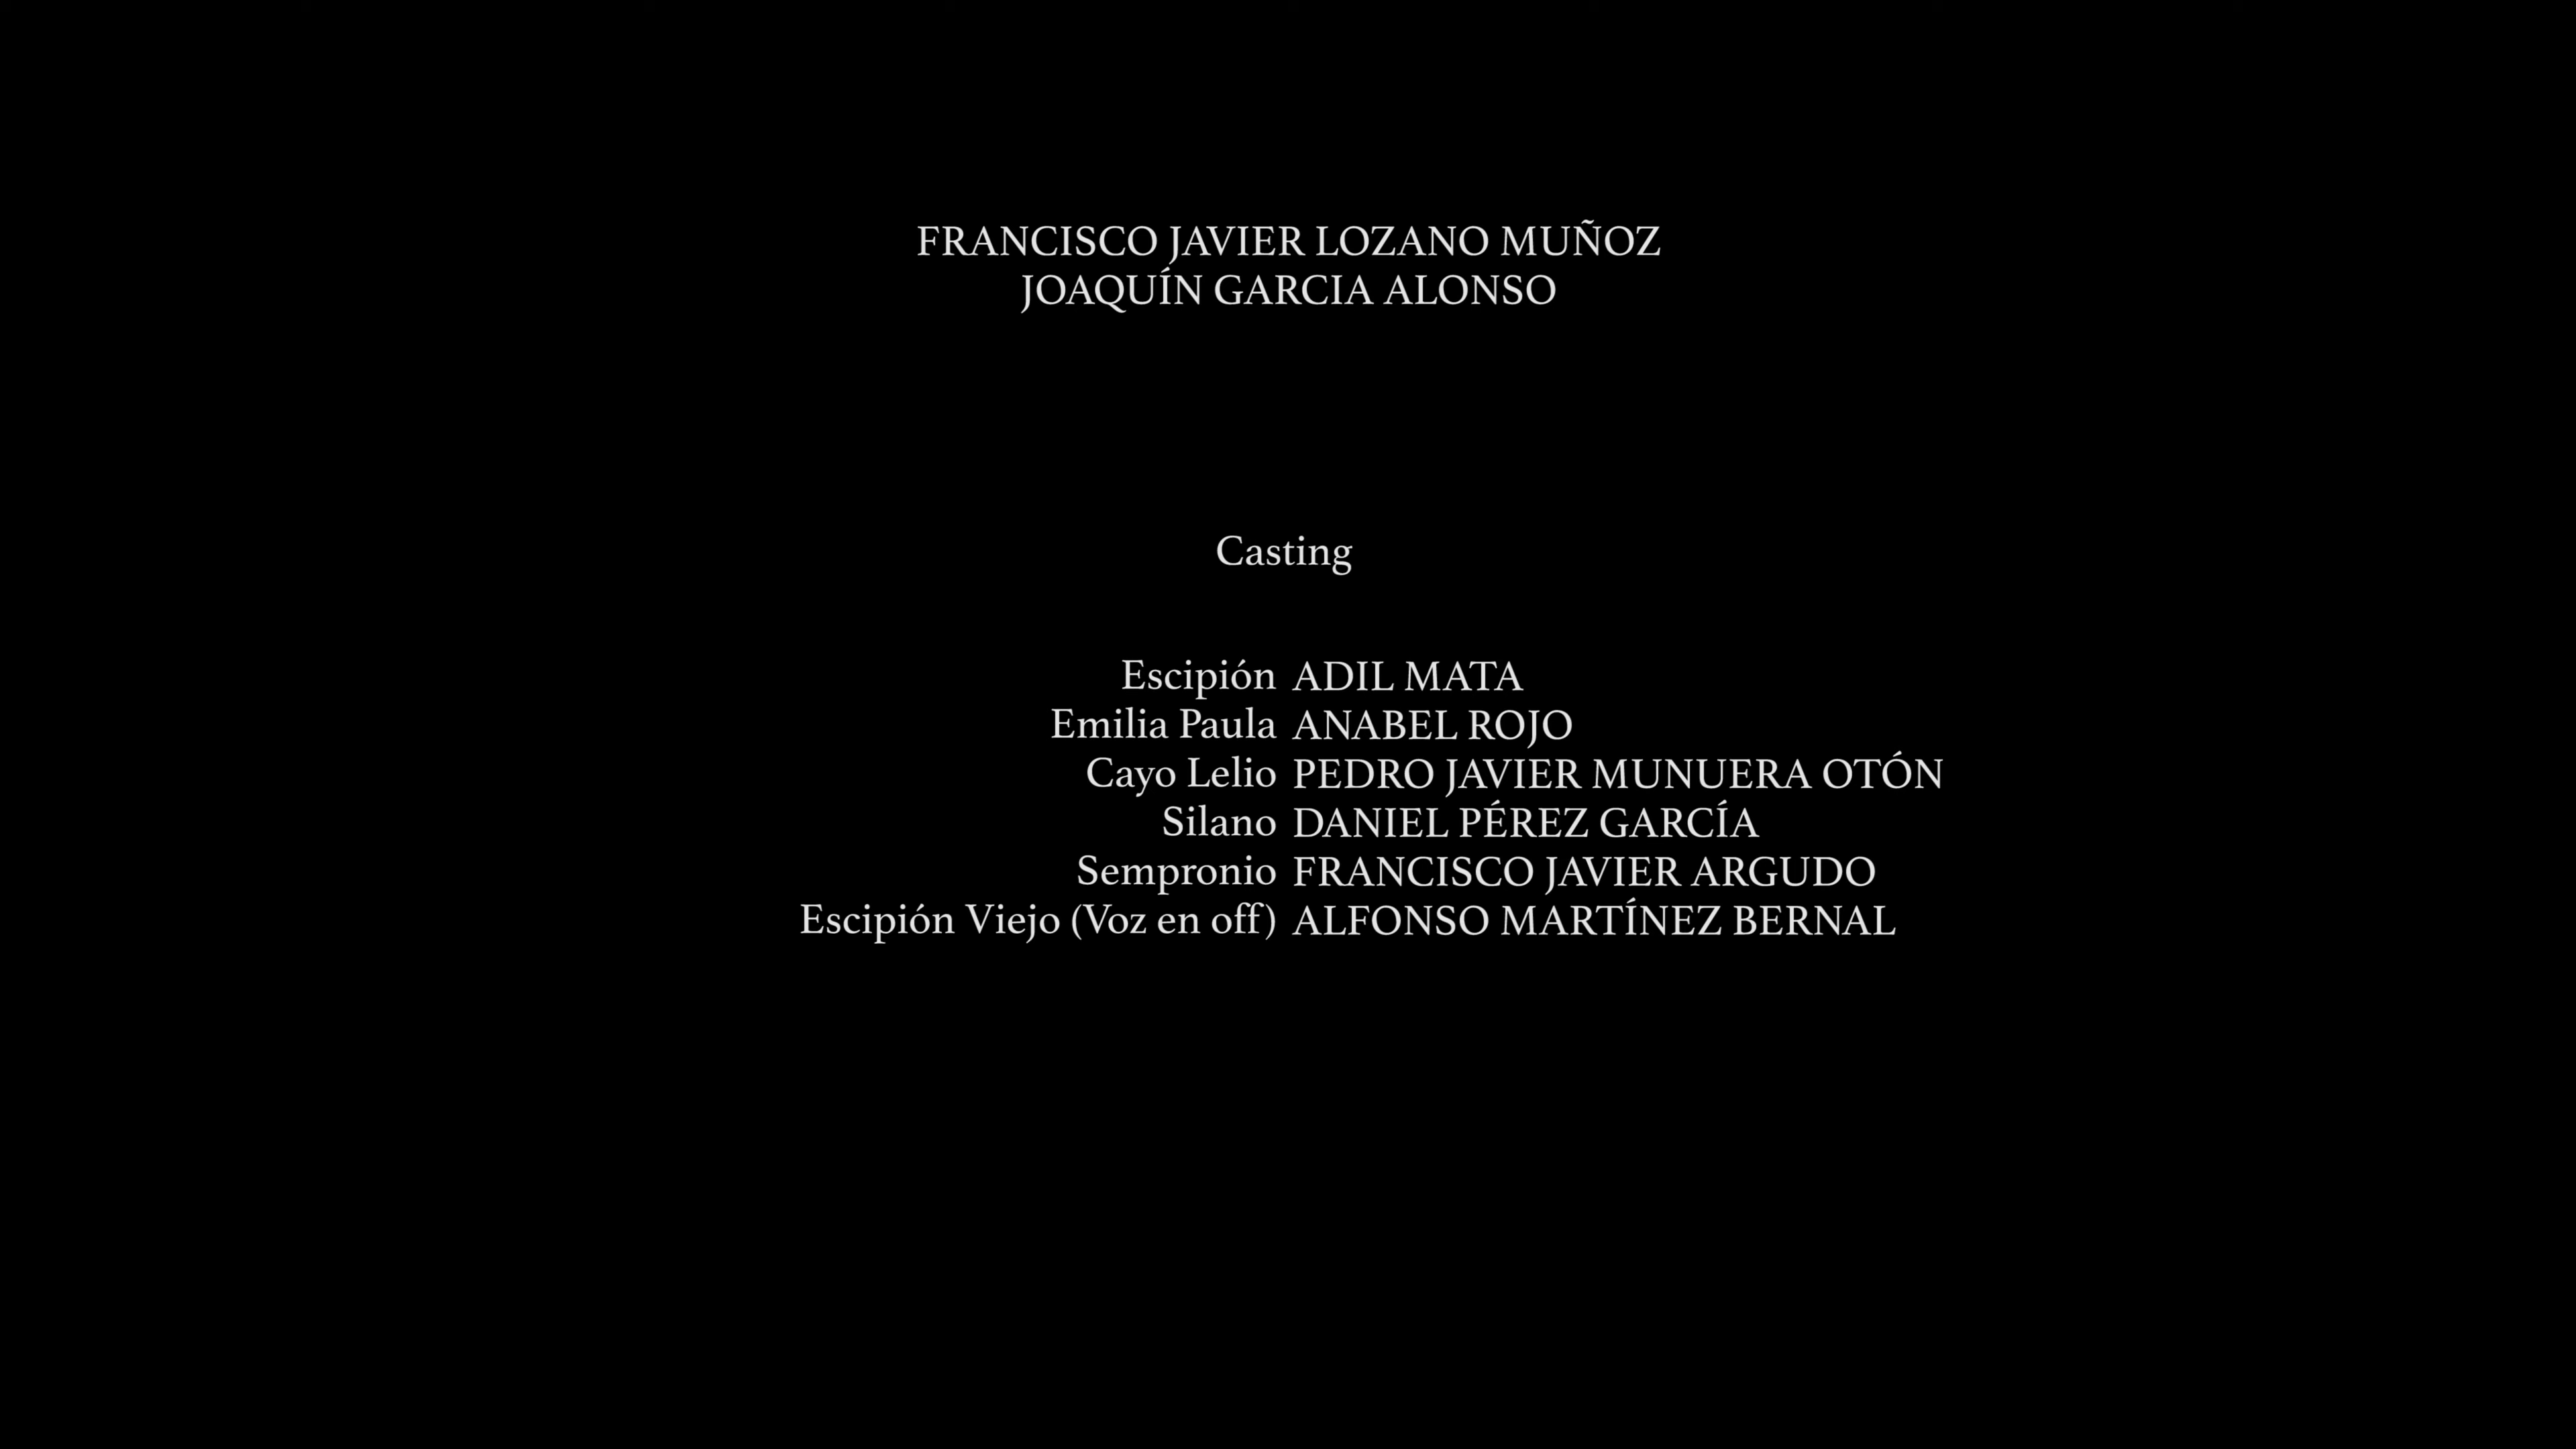 FRANCISCO JAVIER LOZANO MUÑOZ
JOAQUÍN GARCIA ALONSO
Casting
Escipión ADIL MATA
Emilia Paula ANABEL ROJO
Cayo Lelio PEDRO JAVIER MUNUERA OTÓN
Silano DANIEL PÉREZ GARCÍA
Sempronio FRANCISCO JAVIER ARGUDO
Escipión Viejo (Voz en off) ALFONSO MARTÍNEZ BERNAL